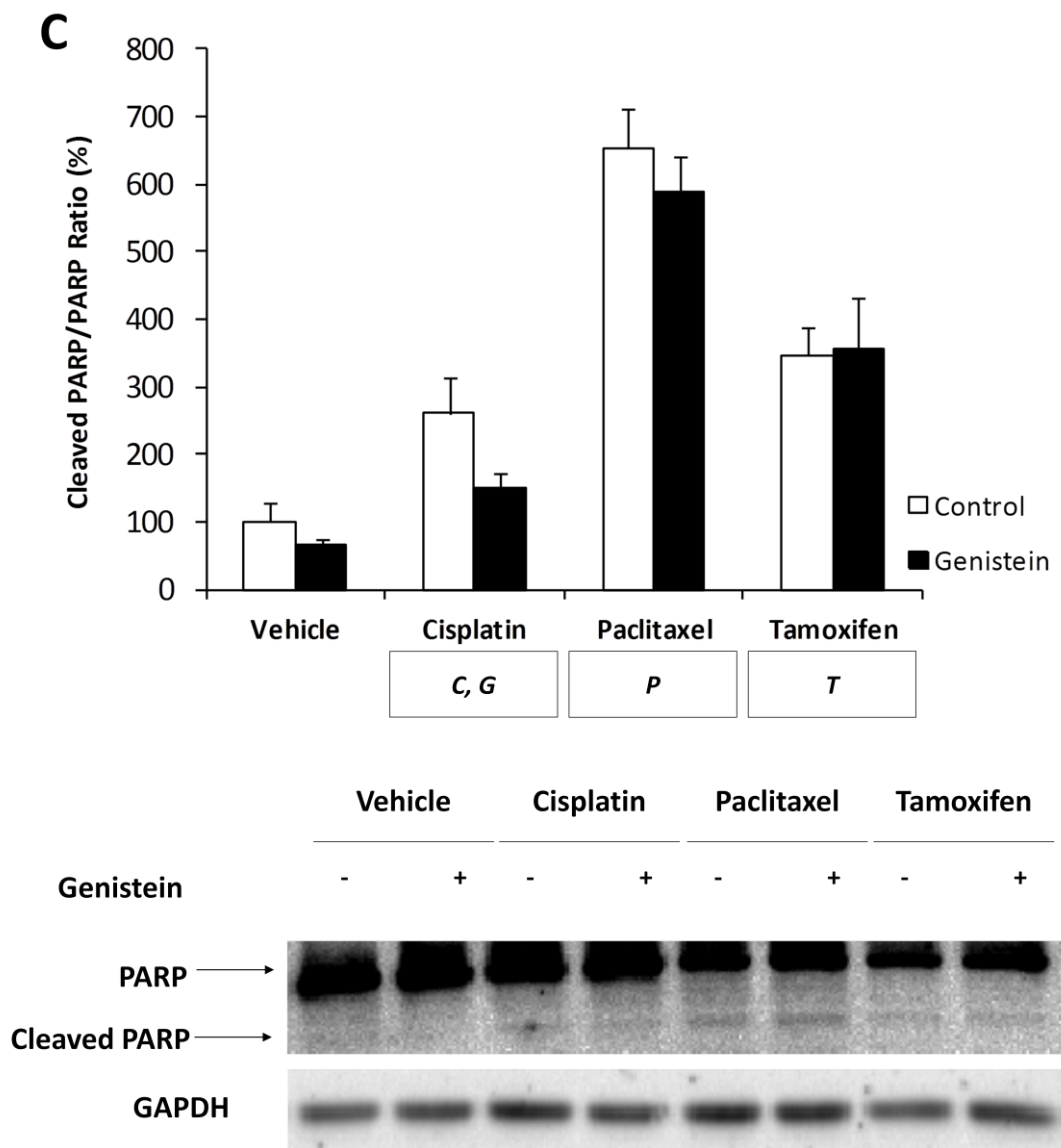 C
800
700
600
500
400
300
200
100
0
Cleaved PARP/PARP Ratio (%)
Control
Genistein
Vehicle Cisplatin Paclitaxel Tamoxifen
C, G P T
Vehicle Cisplatin Paclitaxel Tamoxifen
Genistein - + - + - + - +
PARP
Cleaved PARP
GAPDH